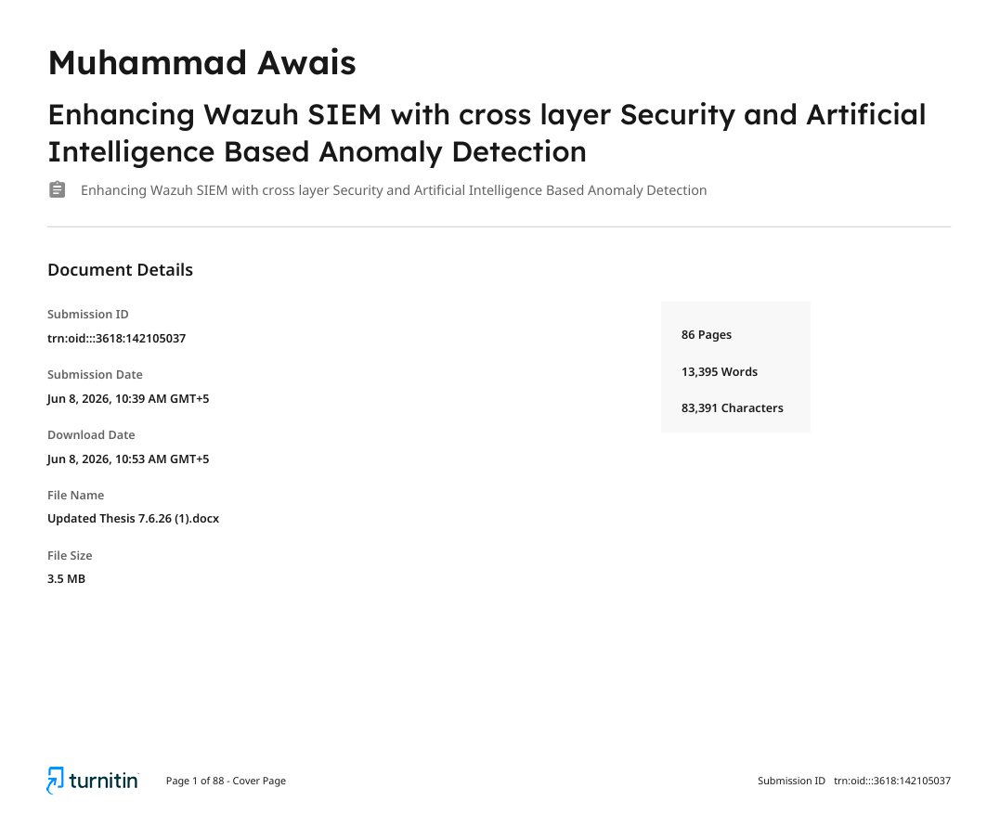 Muhammad Awais
Enhancing Wazuh SIEM with cross layer Security and Artificial
Intelligence Based Anomaly Detection
Enhancing Wazuh SIEM with cross layer Security and Artificial Intelligence Based Anomaly Detection
Document Details
Submission ID
trn:oid:::3618:142105037
Submission Date
Jun 8, 2026, 10:39 AM GMT+5
Download Date
Jun 8, 2026, 10:53 AM GMT+5
File Name
Updated Thesis 7.6.26 (1).docx
File Size
3.5 MB
86 Pages
13,395 Words
83,391 Characters
turnitin
Page 1 of 88 - Cover Page
Submission ID trn:oid:::3618:142105037